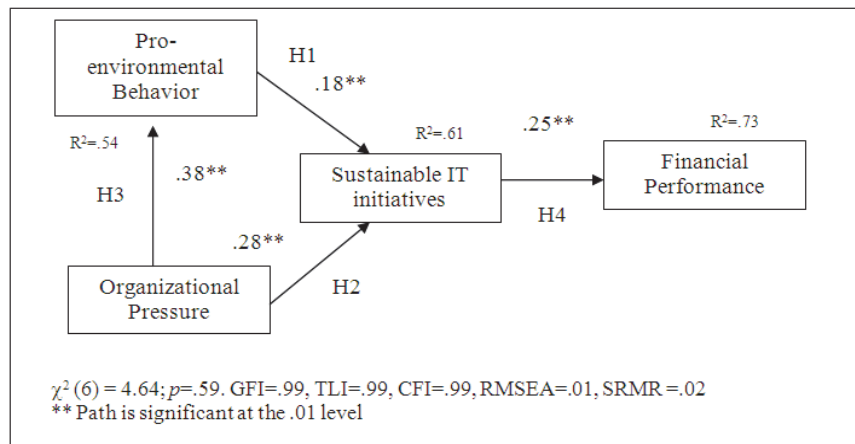 Pro-
environmental
Behavior
H1
.18**
R²=.54
.38**
H3
R²=.61
Sustainable IT
initiatives
.25**
H4
R²=.73
Financial
Performance
.28**
H2
Organizational
Pressure
χ² (6) = 4.64; p=.59. GFI=.99, TLI=.99, CFI=.99, RMSEA=.01, SRMR =.02
** Path is significant at the .01 level